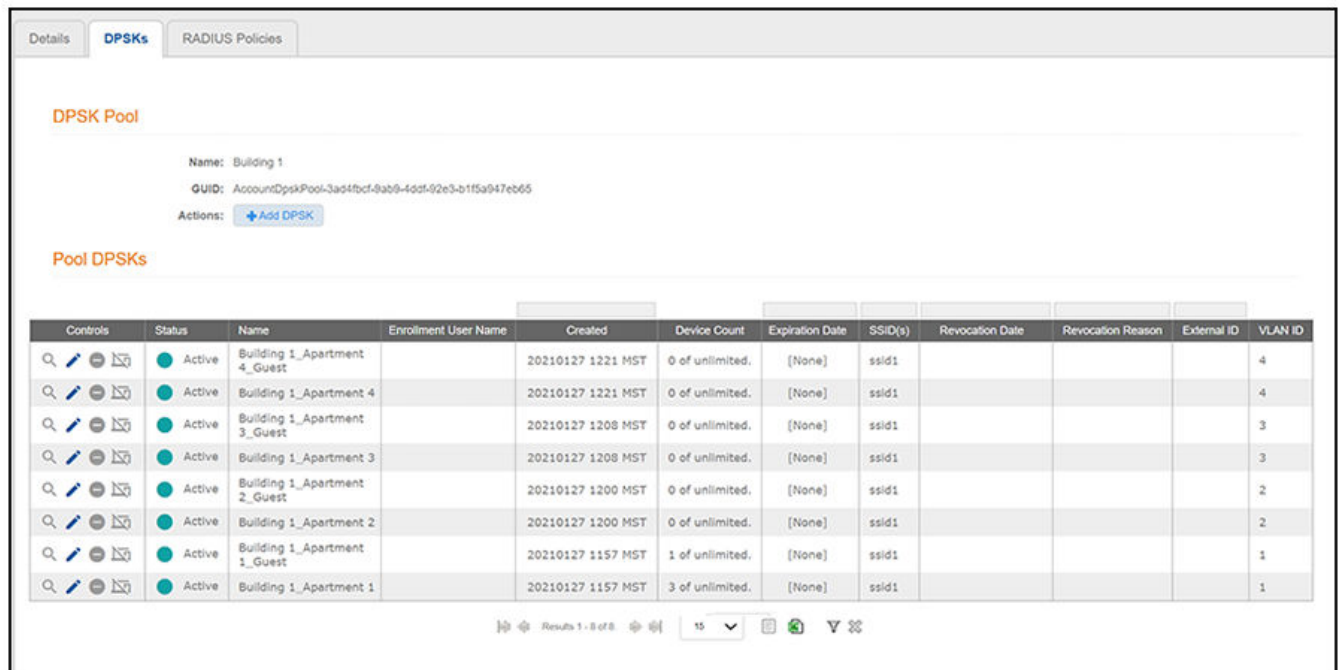 Details DPSKs RADIUS Policies
DPSK Pool
Name: Building 1
GUID: AccountDpskPool-3ad4fbcf-9ab9-4ddf-92e3-b1f5a947eb65
Actions: +Add DPSK
Pool DPSKs
Controls Status Name Enrollment User Name Created Device Count Expiration Date SSID(s) Revocation Date Revocation Reason External ID VLAN ID
Active Building 1_Apartment 4_Guest 20210127 1221 MST 0 of unlimited. [None] ssid1 4
Active Building 1_Apartment 4 20210127 1221 MST 0 of unlimited. [None] ssid1 4
Active Building 1_Apartment 3_Guest 20210127 1208 MST 0 of unlimited. [None] ssid1 3
Active Building 1_Apartment 3 20210127 1208 MST 0 of unlimited. [None] ssid1 3
Active Building 1_Apartment 2_Guest 20210127 1200 MST 0 of unlimited. [None] ssid1 2
Active Building 1_Apartment 2 20210127 1200 MST 0 of unlimited. [None] ssid1 2
Active Building 1_Apartment 1_Guest 20210127 1157 MST 1 of unlimited. [None] ssid1 1
Active Building 1_Apartment 1 20210127 1157 MST 3 of unlimited. [None] ssid1 1
Results 1 - 8 of 8. 15